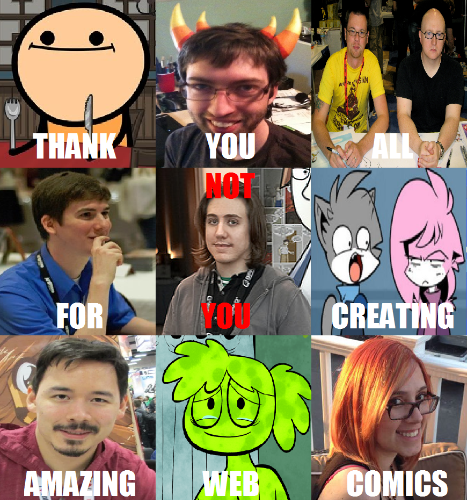 THANK YOU ALL
NOT
FOR YOU CREATING
AMAZING WEB COMICS